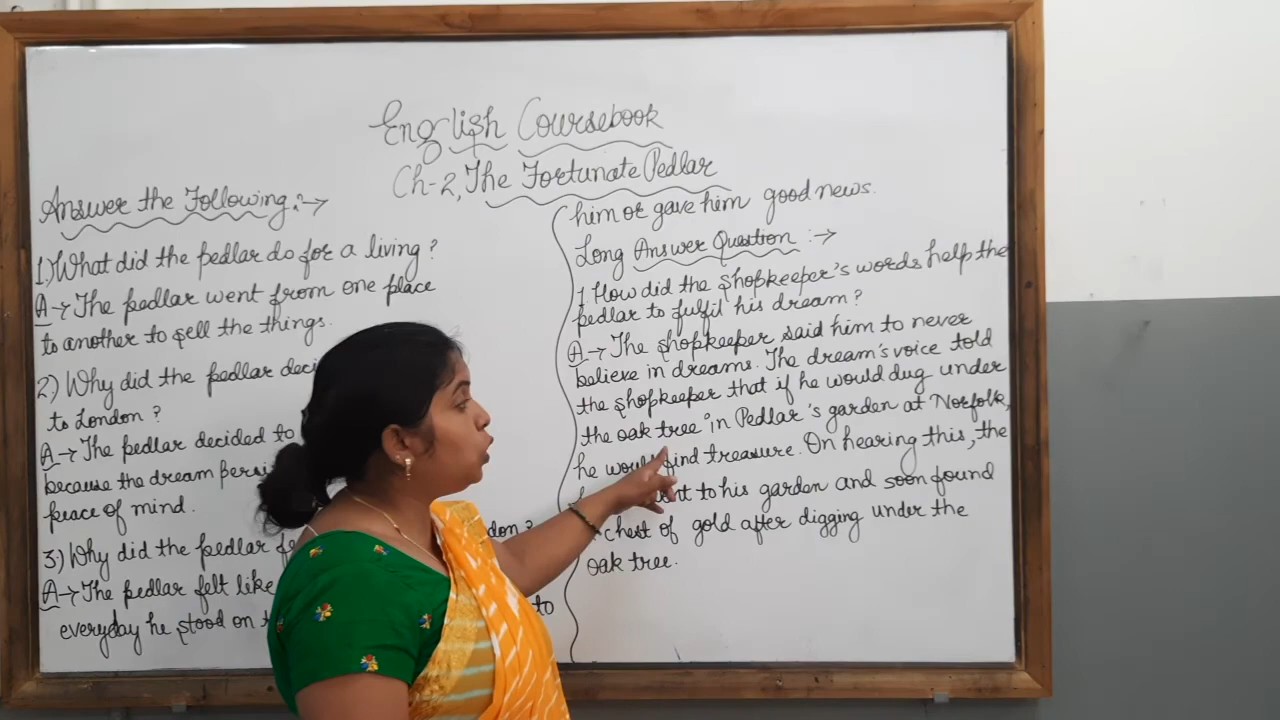 English Coursebook
Ch-2, The Fortunate Pedlar
Answer the Following :→
1.) What did the pedlar do for a living ?
A→ The pedlar went from one place
to another to sell the things.
2) Why did the pedlar deci
to London ?
A→ The pedlar decided to
because the dream persi
peace of mind.
3) Why did the pedlar fe don ?
A→ The pedlar felt like
everyday he stood on t to
him or gave him good news.
Long Answer Question :→
1. How did the shopkeeper's words help the
pedlar to fulfil his dream ?
A→ The shopkeeper said him to never
believe in dreams. The dream's voice told
the shopkeeper that if he would dug under
the oak tree in Pedlar's garden at Norfolk,
he would find treasure. On hearing this, the
went to his garden and soon found
chest of gold after digging under the
oak tree.